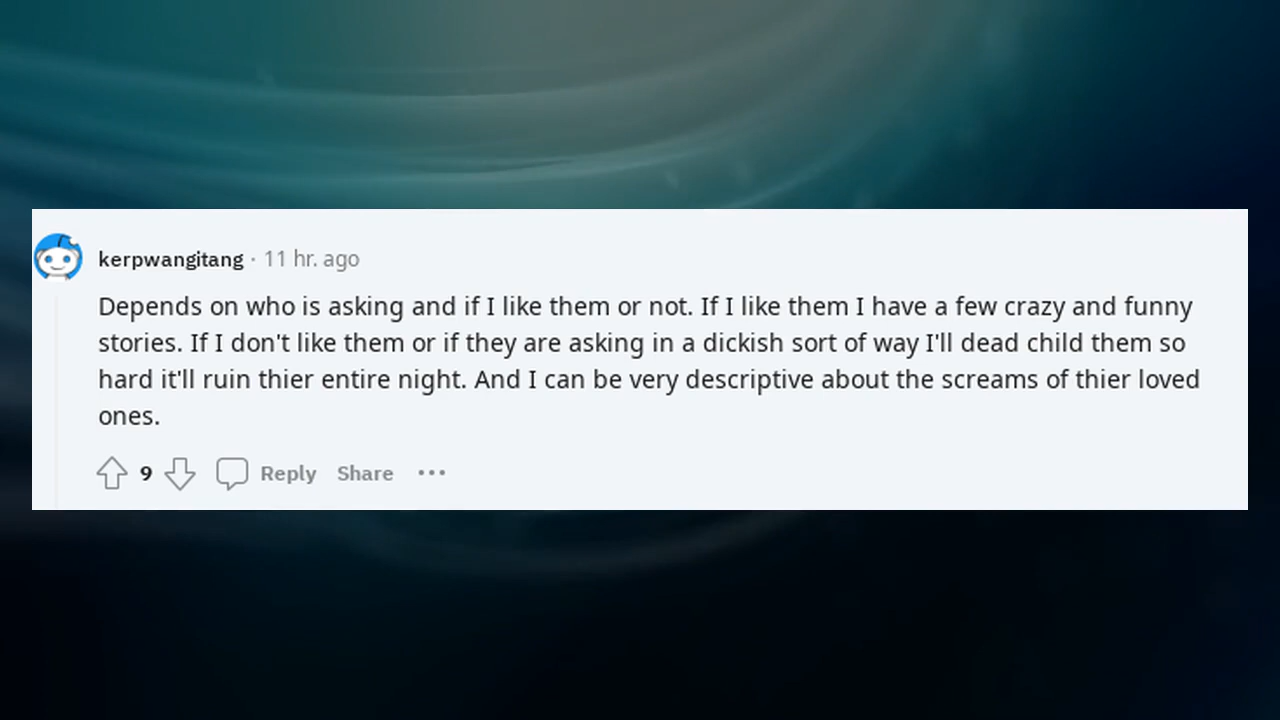 kerpwangitang · 11 hr. ago
Depends on who is asking and if I like them or not. If I like them I have a few crazy and funny
stories. If I don't like them or if they are asking in a dickish sort of way I'll dead child them so
hard it'll ruin thier entire night. And I can be very descriptive about the screams of thier loved
ones.
9 Reply Share ···